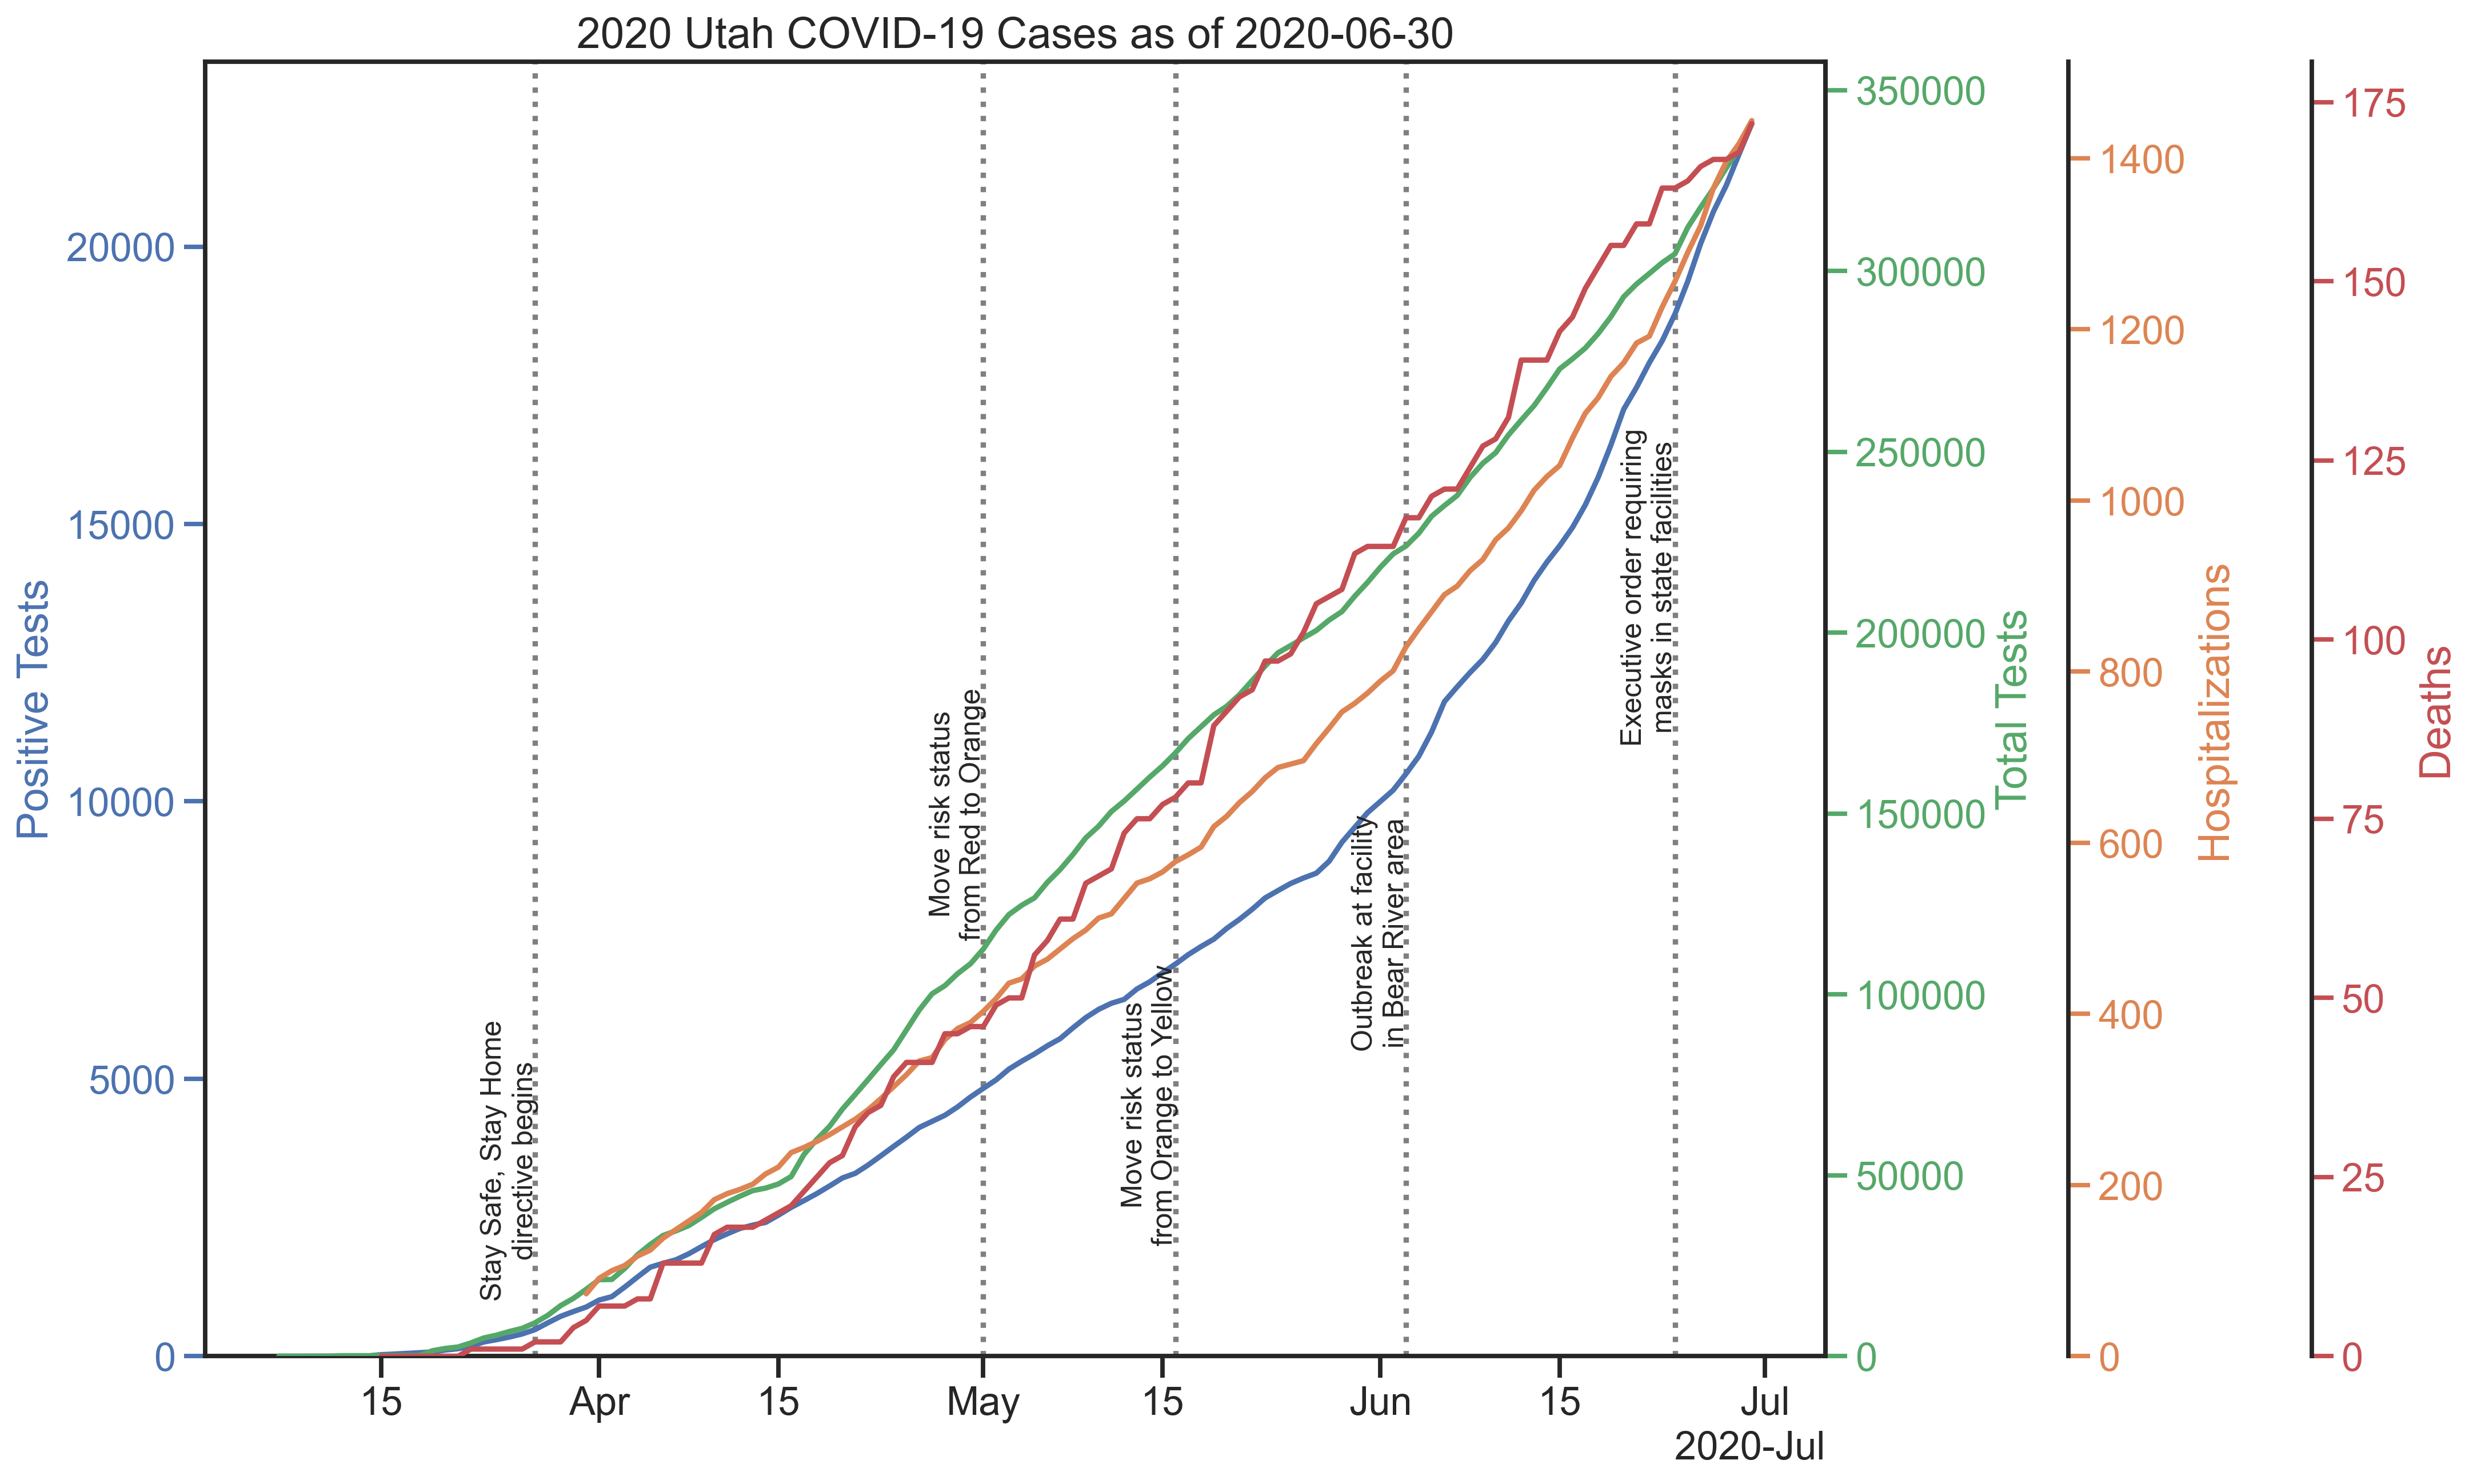 2020 Utah COVID-19 Cases as of 2020-06-30
Positive Tests
20000
15000
10000
5000
0
Stay Safe, Stay Home
directive begins
Move risk status
from Red to Orange
Move risk status
from Orange to Yellow
Outbreak at facility
in Bear River area
Executive order requiring
masks in state facilities
350000
300000
250000
200000
150000
100000
50000
0
Total Tests
1400
1200
1000
800
600
400
200
0
Hospitalizations
175
150
125
100
75
50
25
0
Deaths
15
Apr
15
May
15
Jun
15
Jul
2020-Jul